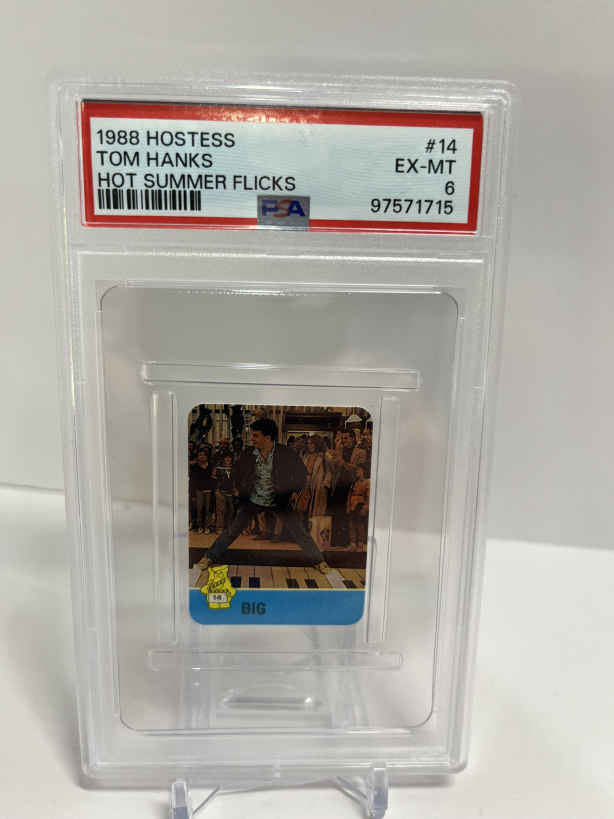 1988 HOSTESS #14
TOM HANKS EX-MT
HOT SUMMER FLICKS 6
PSA 97571715
14
BIG